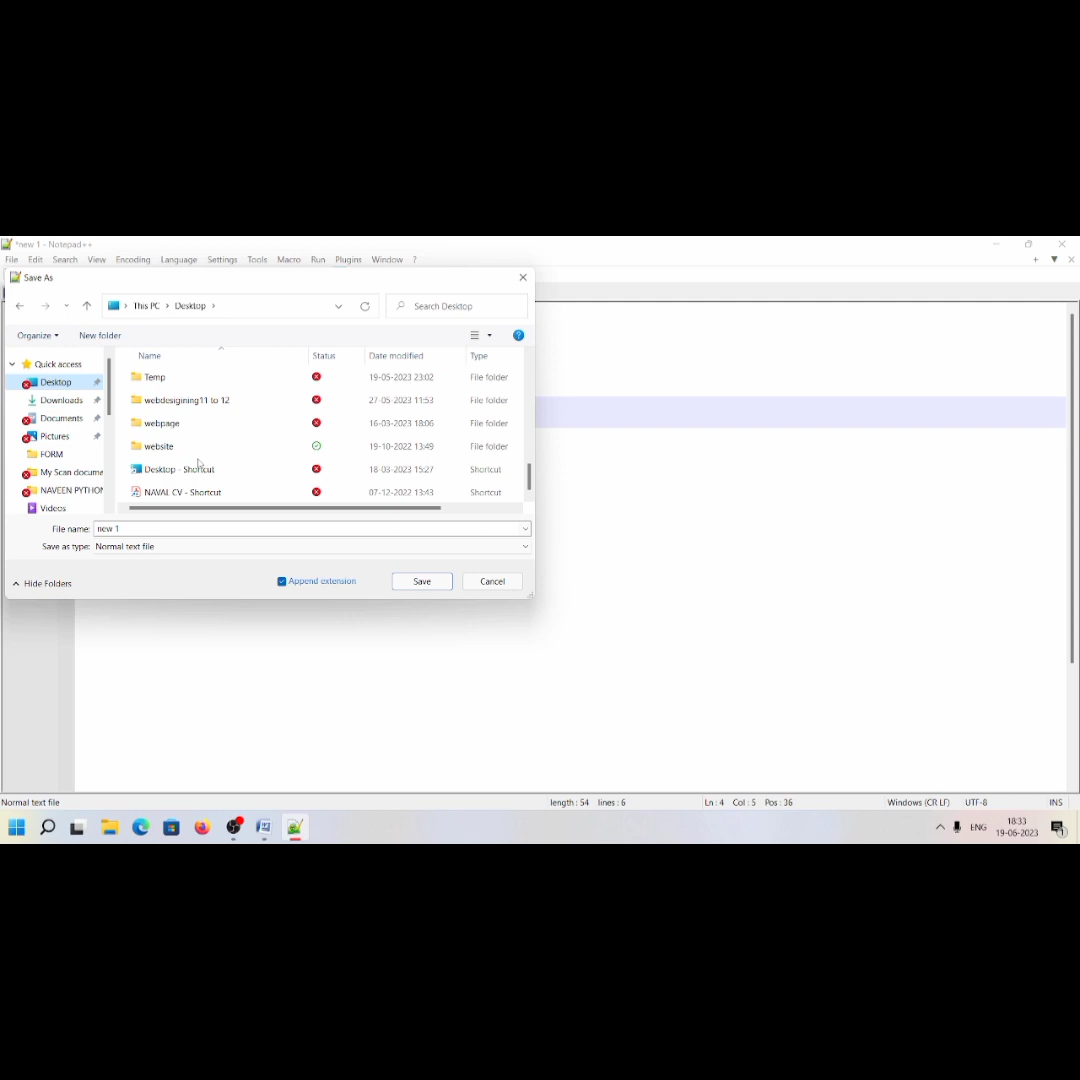 *new 1 - Notepad++
File Edit Search View Encoding Language Settings Tools Macro Run Plugins Window ?
Save As
This PC > Desktop >
Search Desktop
Organize
New folder
Name Status Date modified Type
Quick access
Desktop
Downloads
Documents
Pictures
FORM
My Scan docume
NAVEEN PYTHON
Videos
Temp 19-05-2023 23:02 File folder
webdesigining11 to 12 27-05-2023 11:53 File folder
webpage 16-03-2023 18:06 File folder
website 19-10-2022 13:49 File folder
Desktop - Shortcut 18-03-2023 15:27 Shortcut
NAVAL CV - Shortcut 07-12-2022 13:43 Shortcut
File name: new 1
Save as type: Normal text file
Hide Folders
Append extension
Save
Cancel
Normal text file length : 54 lines : 6 Ln : 4 Col : 5 Pos : 36 Windows (CR LF) UTF-8 INS
ENG
18:33
19-06-2023
1